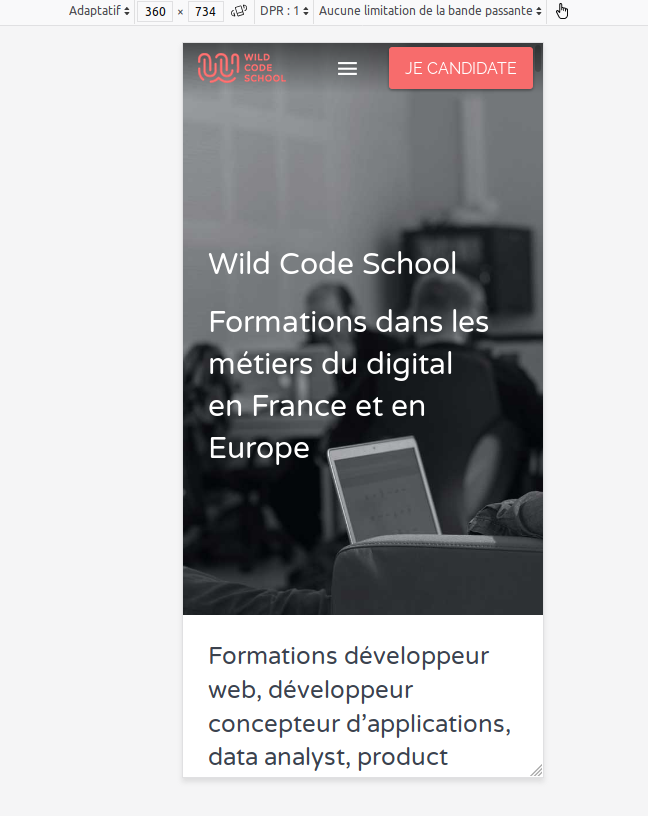 Adaptatif 360 × 734 DPR : 1 Aucune limitation de la bande passante
WILD
CODE
SCHOOL
JE CANDIDATE
Wild Code School
Formations dans les
métiers du digital
en France et en
Europe
Formations développeur
web, développeur
concepteur d’applications,
data analyst, product